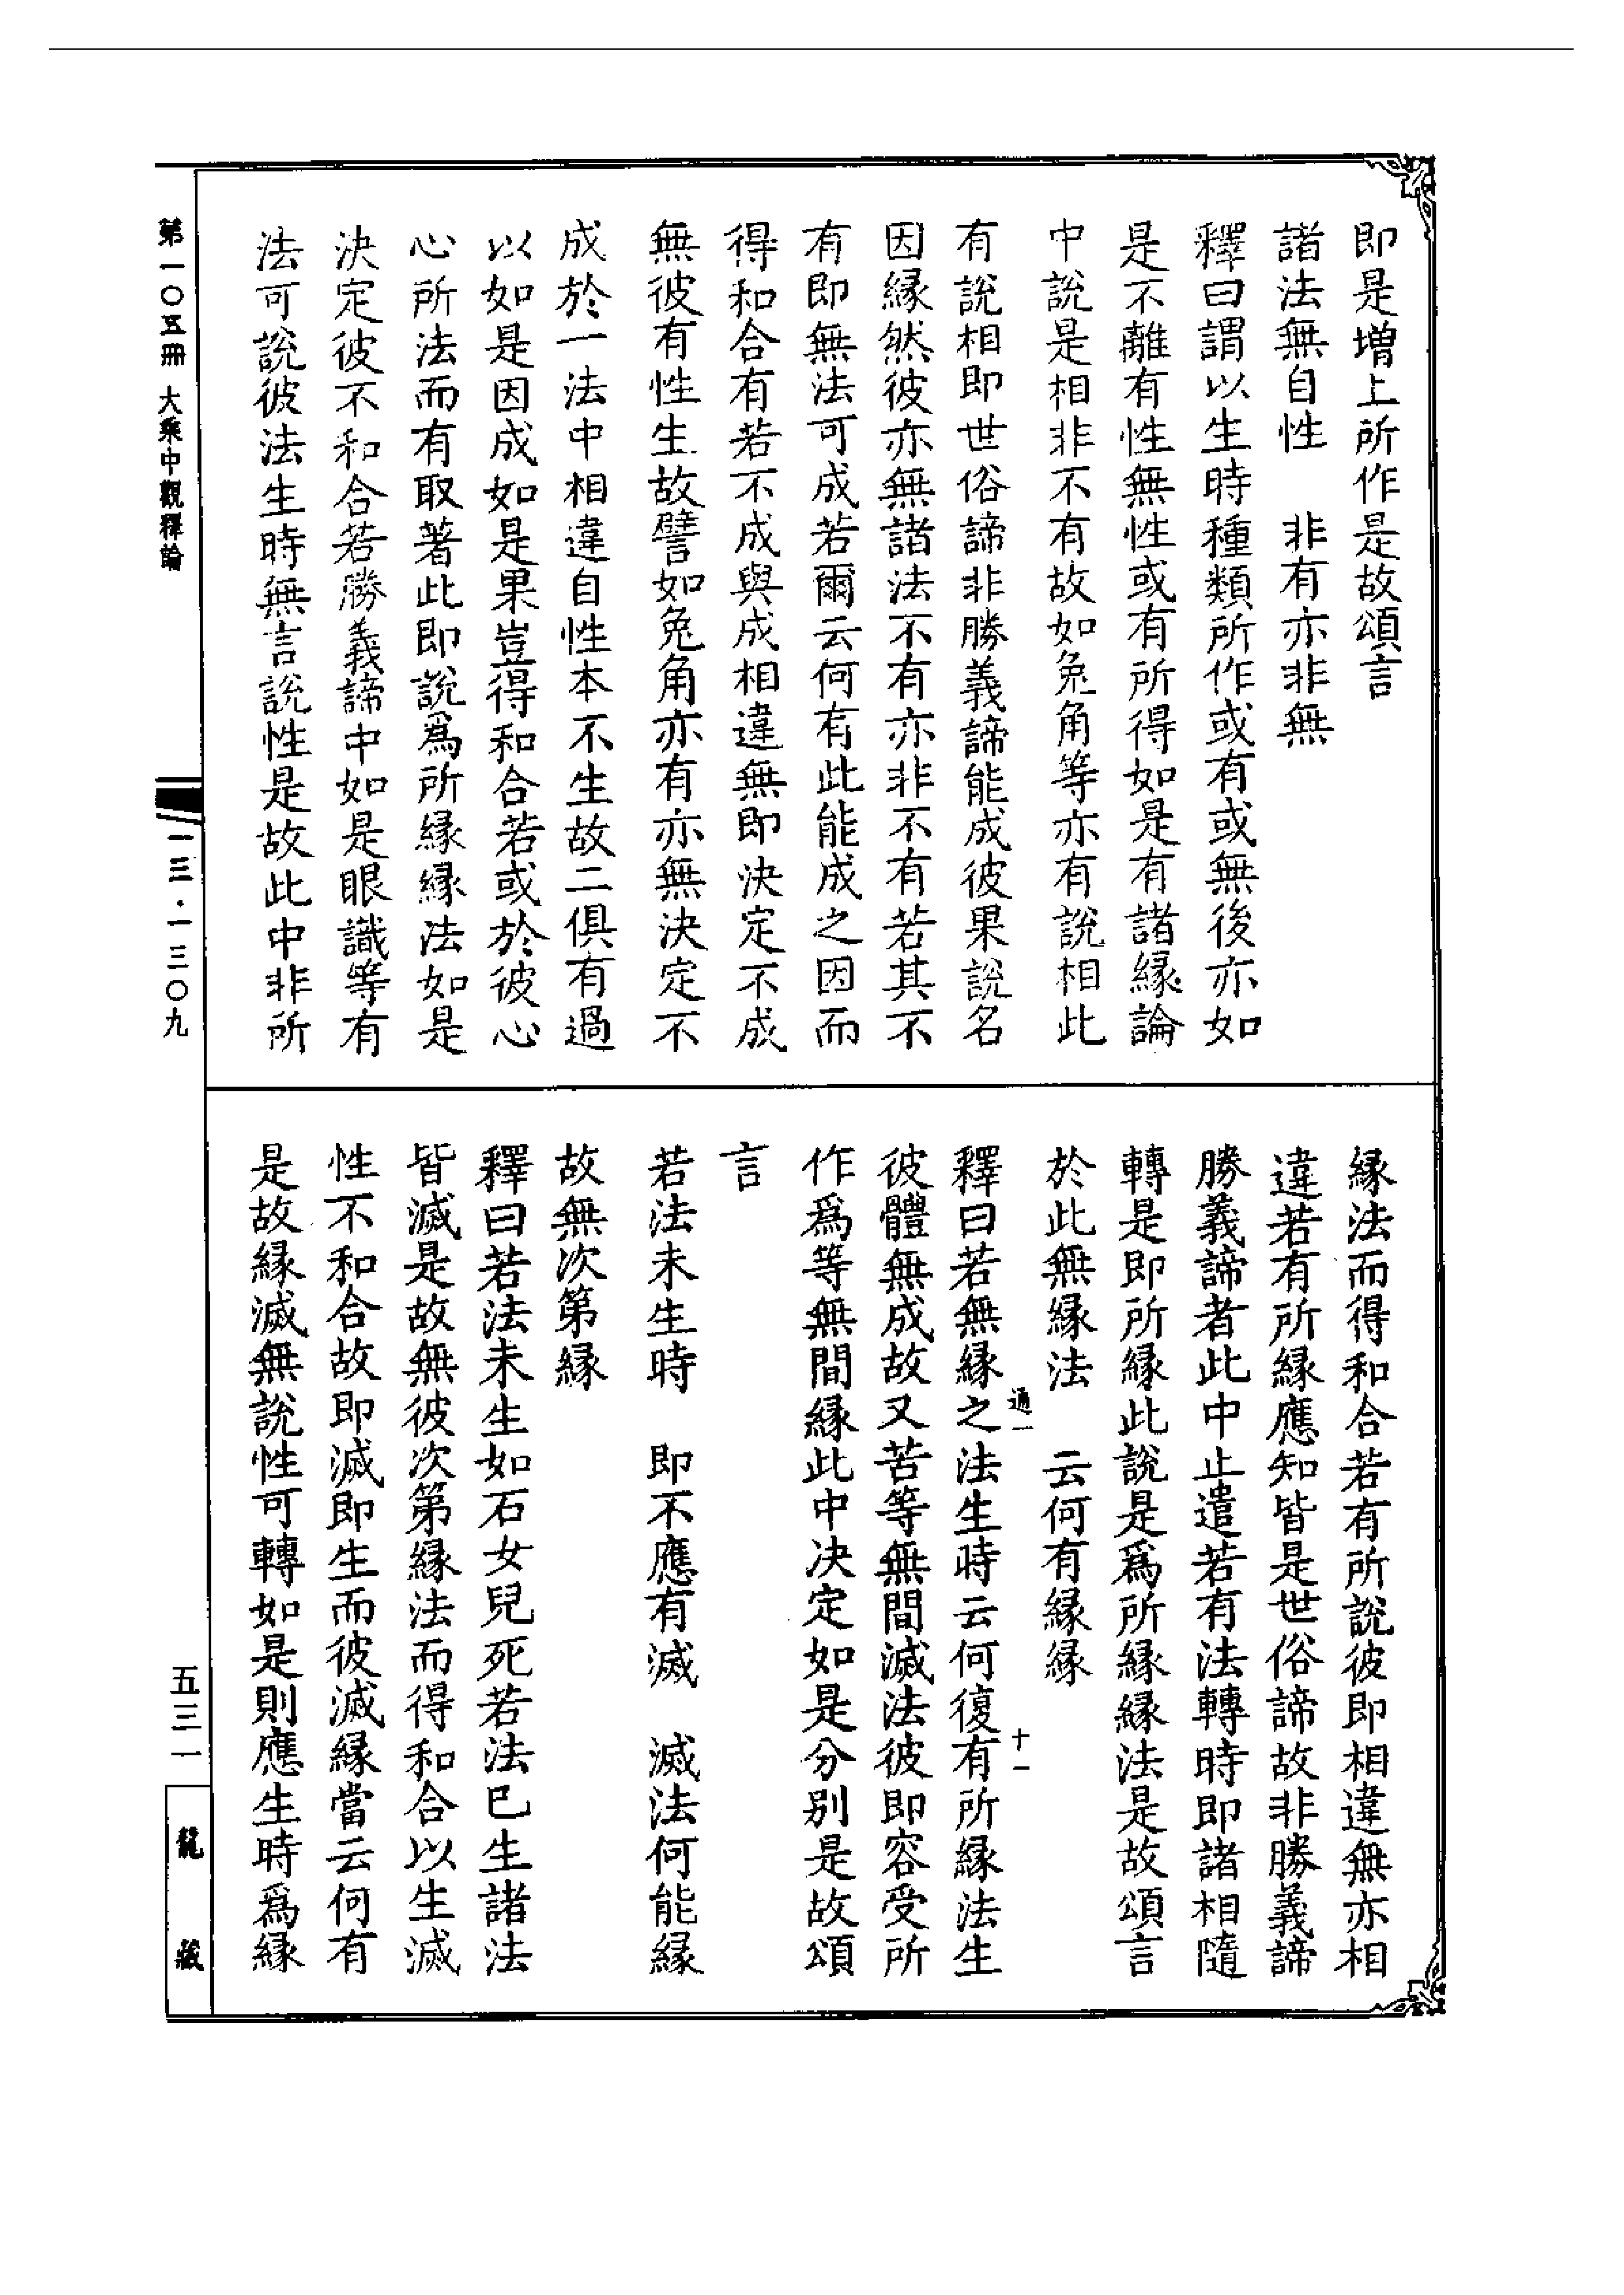 即是增上所作是故頌言
諸法無自性　非有亦非無
釋曰謂以生時種類所作或有或無後亦如
是不離有性無性或有所得如是有諸緣論
中說是相非不有故如兔角等亦有說相此
有說相即世俗諦非勝義諦能成彼果說名
因緣然彼亦無諸法不有亦非不有若其不
有即無法可成若爾云何有此能成之因而
得和合有若不成與成相違無即決定不成
無彼有性生故譬如兔角亦有亦無決定不
成於一法中相違自性本不生故二俱有過
以如是因成如是果豈得和合若或於彼心
心所法而有取著此即說爲所緣緣法如是
決定彼不和合若勝義諦中如是眼識等有
法可說彼法生時無言說性是故此中非所
緣法而得和合若有所說彼即相違無亦相
違若有所緣應知皆是世俗諦故非勝義諦
勝義諦者此中止遣若有法轉時即諸相隨
轉是即所緣此說是爲所緣緣法是故頌言
於此無緣法　云何有緣緣
通一　十一
釋曰若無緣之法生時云何復有所緣法生
彼體無成故又苦等無間滅法彼即容受所
作爲等無間緣此中決定如是分別是故頌
言
若法未生時　即不應有滅　滅法何能緣
故無次第緣
釋曰若法未生如石女兒死若法已生諸法
皆滅是故無彼次第緣法而得和合以生滅
性不和合故即滅即生而彼滅緣當云何有
是故緣滅無說性可轉如是則應生時爲緣
第一〇五冊　大乘中觀釋論
一三·一三〇九
五三一
龍藏